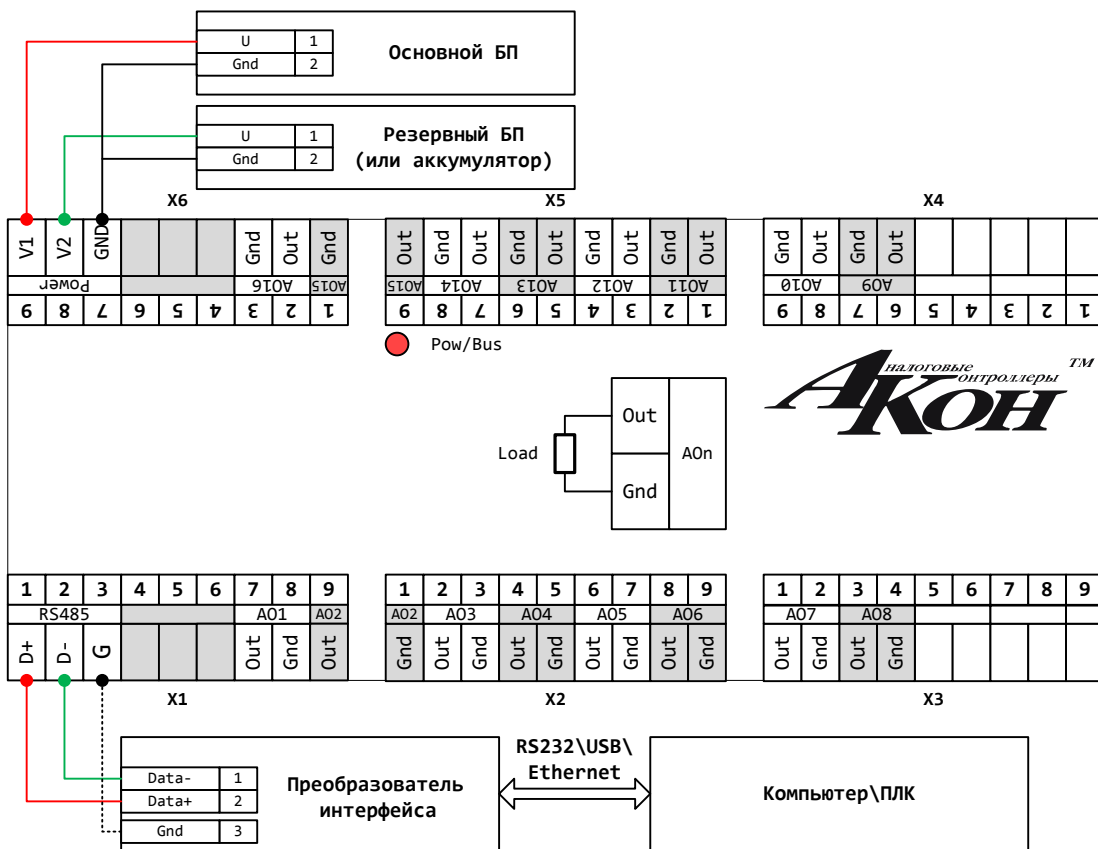 U 1
Gnd 2
Основной БП
U 1
Gnd 2
Резервный БП
(или аккумулятор)
X6 X5 X4
V1 V2 GND Gnd Out Gnd
Power AO16 AO15
9 8 7 6 5 4 3 2 1
Out Gnd Out Gnd Out Gnd Out Gnd Out
AO15 AO14 AO13 AO12 AO11
9 8 7 6 5 4 3 2 1
Gnd Out Gnd Out
AO10 AO9
9 8 7 6 5 4 3 2 1
Pow/Bus
АКОН
налоговые
онтроллеры
TM
Load
Out
Gnd
AOn
1 2 3 4 5 6 7 8 9
RS485 AO1 AO2
D+ D- G Out Gnd Out
1 2 3 4 5 6 7 8 9
AO2 AO3 AO4 AO5 AO6
Gnd Out Gnd Out Gnd Out Gnd Out Gnd
1 2 3 4 5 6 7 8 9
AO7 AO8
Out Gnd Out Gnd
X1 X2 X3
Data- 1
Data+ 2
Gnd 3
Преобразователь
интерфейса
RS232\USB\
Ethernet
Компьютер\ПЛК